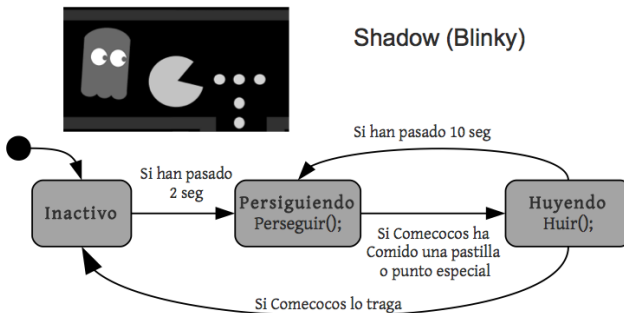 Shadow (Blinky)
Si han pasado 10 seg
Si han pasado
2 seg
Inactivo
Persiguiendo
Perseguir();
Huyendo
Huir();
Si Comecocos ha
Comido una pastilla
o punto especial
Si Comecocos lo traga